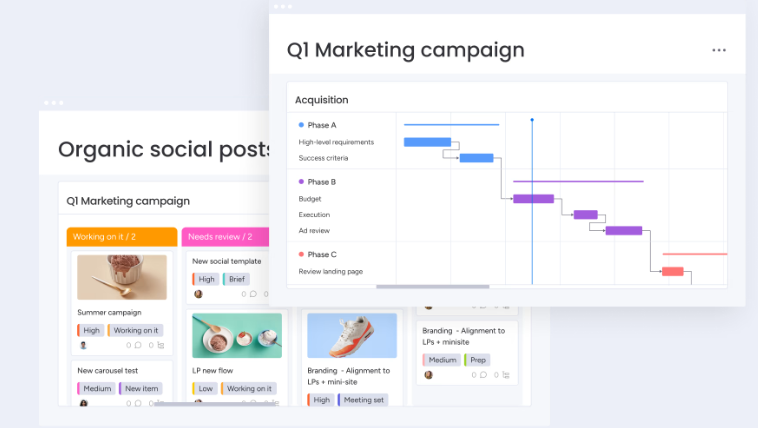 Q1 Marketing campaign
Acquisition
Phase A
High-level requirements
Success criteria
Phase B
Budget
Execution
Ad review
Phase C
Review landing page
Organic social posts
Q1 Marketing campaign
Working on it / 2
Summer campaign
High
Working on it
0
0
New carousel test
Medium
New item
0
0
Needs review / 2
New social template
High
Brief
0
0
LP new flow
Low
Working on it
Branding - Alignment to
LPs + mini-site
High
Meeting set
Branding - Alignment to
LPs + minisite
Medium
Prep
0
0